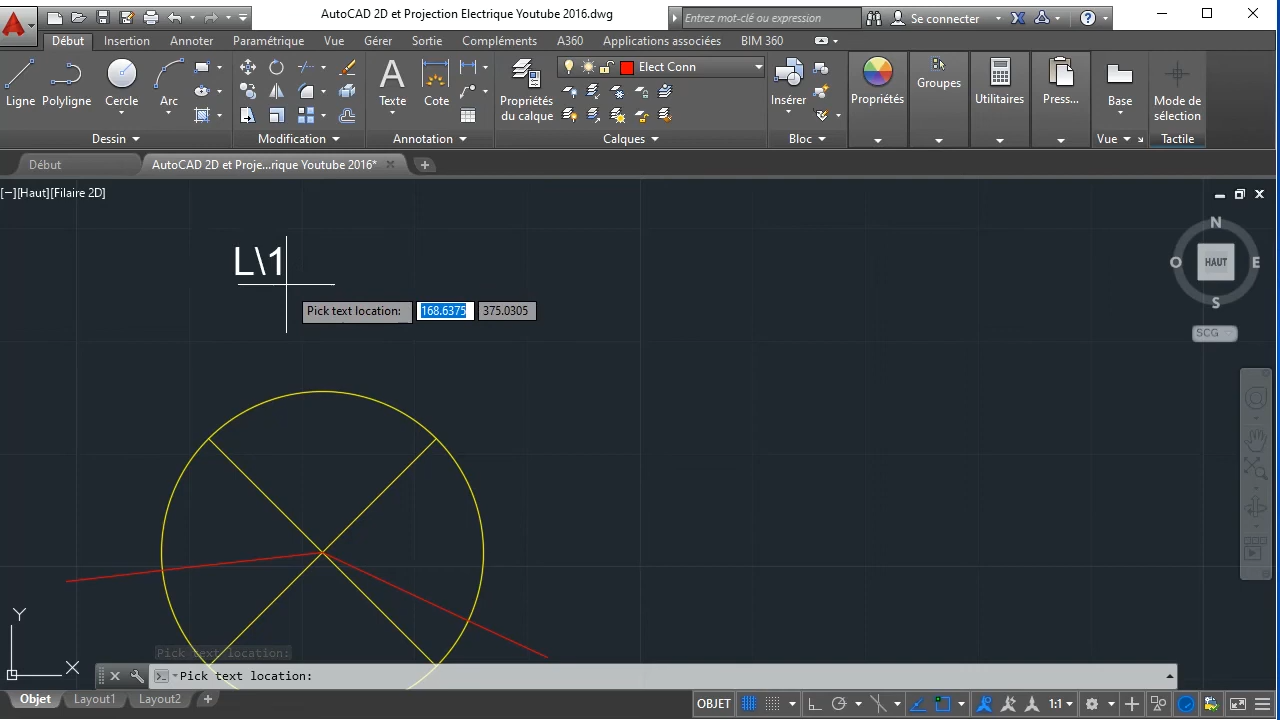 AutoCAD 2D et Projection Electrique Youtube 2016.dwg
Entrez mot-clé ou expression
Se connecter
Début
Insertion
Annoter
Paramétrique
Vue
Gérer
Sortie
Compléments
A360
Applications associées
BIM 360
Ligne
Polyligne
Cercle
Arc
A
Texte
Cote
Propriétés
du calque
Elect Conn
Insérer
Propriétés
Groupes
Utilitaires
Press...
Base
Mode de
sélection
Dessin
Modification
Annotation
Calques
Bloc
Vue
Tactile
Début
AutoCAD 2D et Proje...rique Youtube 2016*
[−][Haut][Filaire 2D]
L\1
N
O
HAUT
E
S
SCG
Pick text location:
168.6375
375.0305
Y
X
Pick text location:
Pick text location:
Objet
Layout1
Layout2
OBJET
1:1